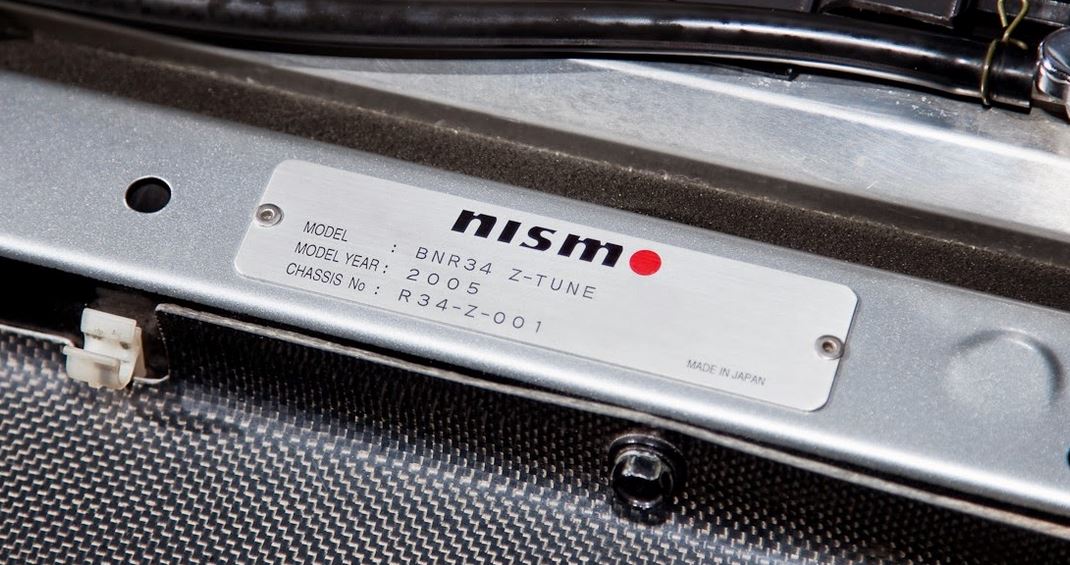 nismo
MODEL : BNR34 Z-TUNE
MODEL YEAR : 2005
CHASSIS No : R34-Z-001
MADE IN JAPAN